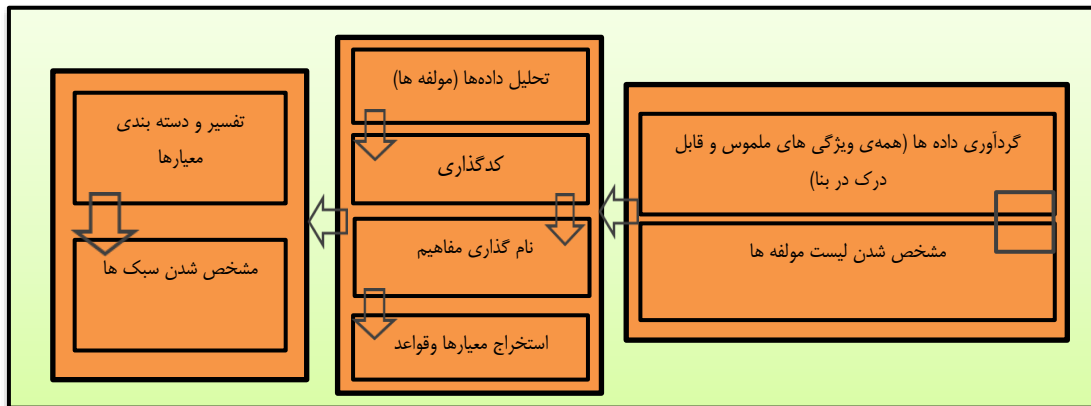 گردآوری داده ها (همه‌ی ویژگی های ملموس و قابل
درک در بنا)
مشخص شدن لیست مولفه ها
تحلیل داده‌ها (مولفه ها)
کدگذاری
نام گذاری مفاهیم
استخراج معیارها وقواعد
تفسیر و دسته بندی
معیارها
مشخص شدن سبک ها